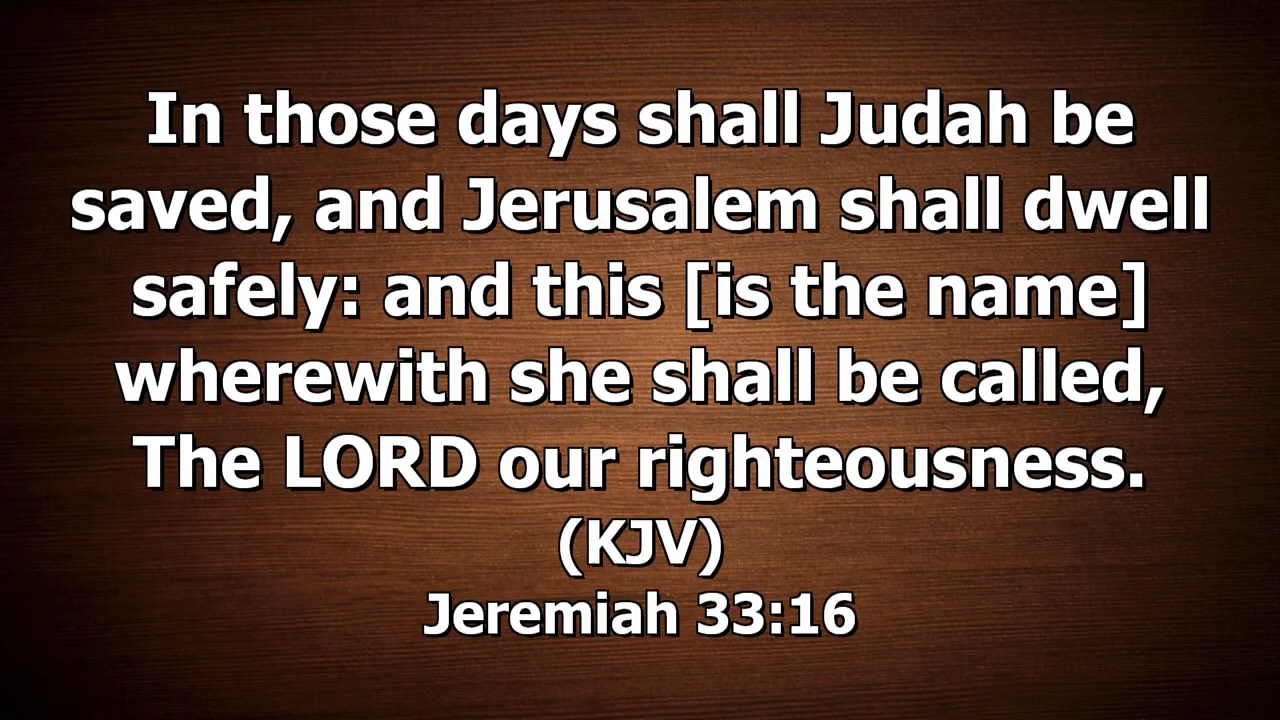 In those days shall Judah be
saved, and Jerusalem shall dwell
safely: and this [is the name]
wherewith she shall be called,
The LORD our righteousness.
(KJV)
Jeremiah 33:16